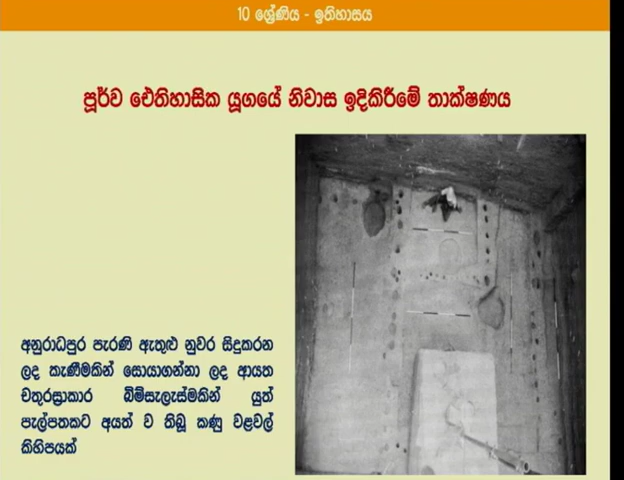 10 ශ්‍රේණිය - ඉතිහාසය
පූර්ව ඓතිහාසික යුගයේ නිවාස ඉදිකිරීමේ තාක්ෂණය
අනුරාධපුර පැරණි ඇතුළු නුවර සිදුකරන
ලද කැණීමකින් සොයාගන්නා ලද ආයත
චතුරස්‍රාකාර බිම්සැලැස්මකින් යුත්
පැල්පතකට අයත් ව තිබූ කණු වළවල්
කිහිපයක්